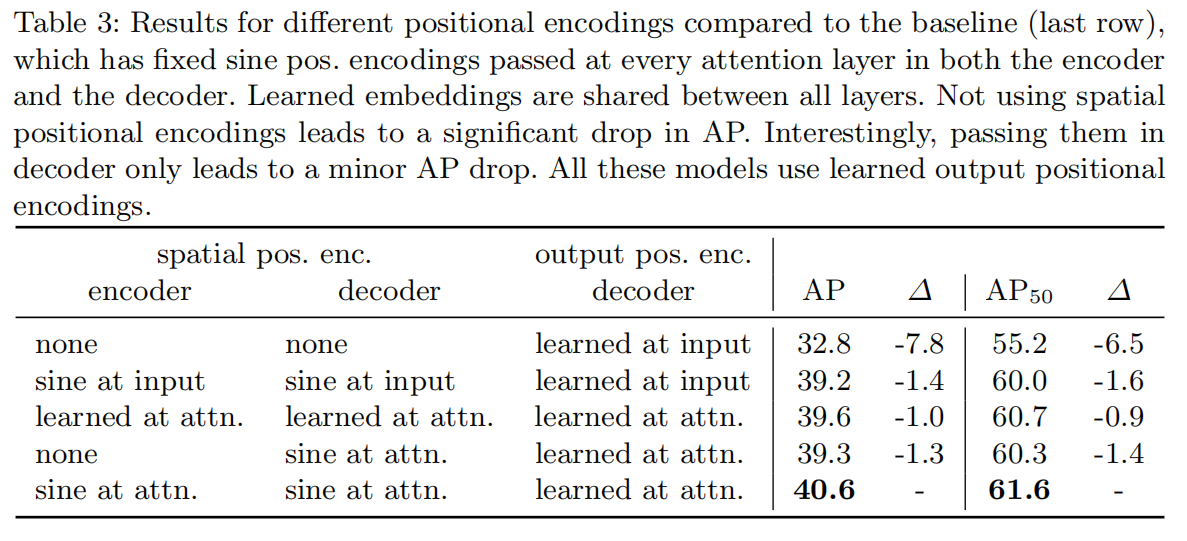 Table 3: Results for different positional encodings compared to the baseline (last row),
which has fixed sine pos. encodings passed at every attention layer in both the encoder
and the decoder. Learned embeddings are shared between all layers. Not using spatial
positional encodings leads to a significant drop in AP. Interestingly, passing them in
decoder only leads to a minor AP drop. All these models use learned output positional
encodings.
spatial pos. enc. output pos. enc.
encoder decoder decoder AP Δ AP50 Δ
none none learned at input 32.8 -7.8 55.2 -6.5
sine at input sine at input learned at input 39.2 -1.4 60.0 -1.6
learned at attn. learned at attn. learned at attn. 39.6 -1.0 60.7 -0.9
none sine at attn. learned at attn. 39.3 -1.3 60.3 -1.4
sine at attn. sine at attn. learned at attn. 40.6 - 61.6 -